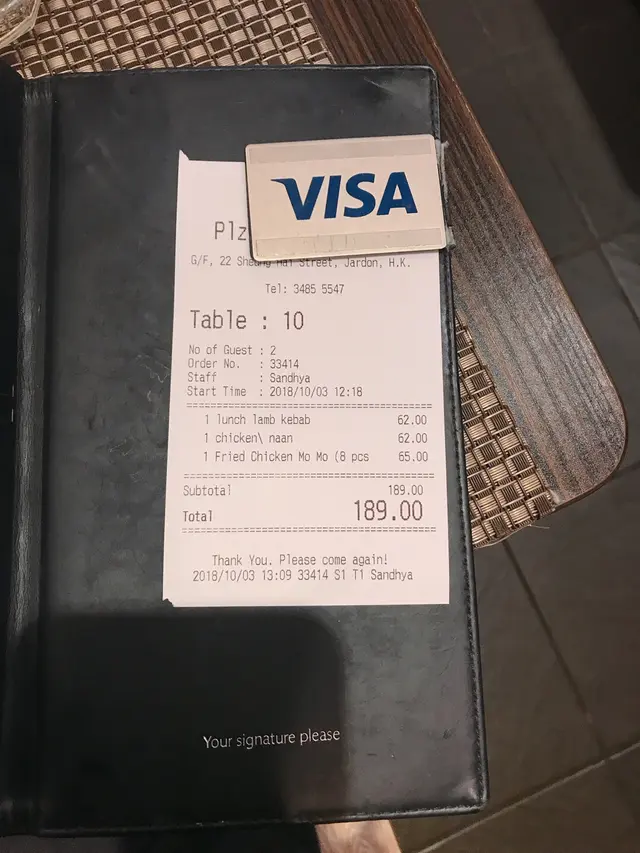 VISA
Plz
G/F, 22 Sheung Hai Street, Jardon, H.K.
Tel: 3485 5547
Table : 10
No of Guest : 2
Order No. : 33414
Staff : Sandhya
Start Time : 2018/10/03 12:18
1 lunch lamb kebab 62.00
1 chicken\ naan 62.00
1 Fried Chicken Mo Mo (8 pcs 65.00
Subtotal 189.00
Total 189.00
Thank You. Please come again!
2018/10/03 13:09 33414 S1 T1 Sandhya
Your signature please